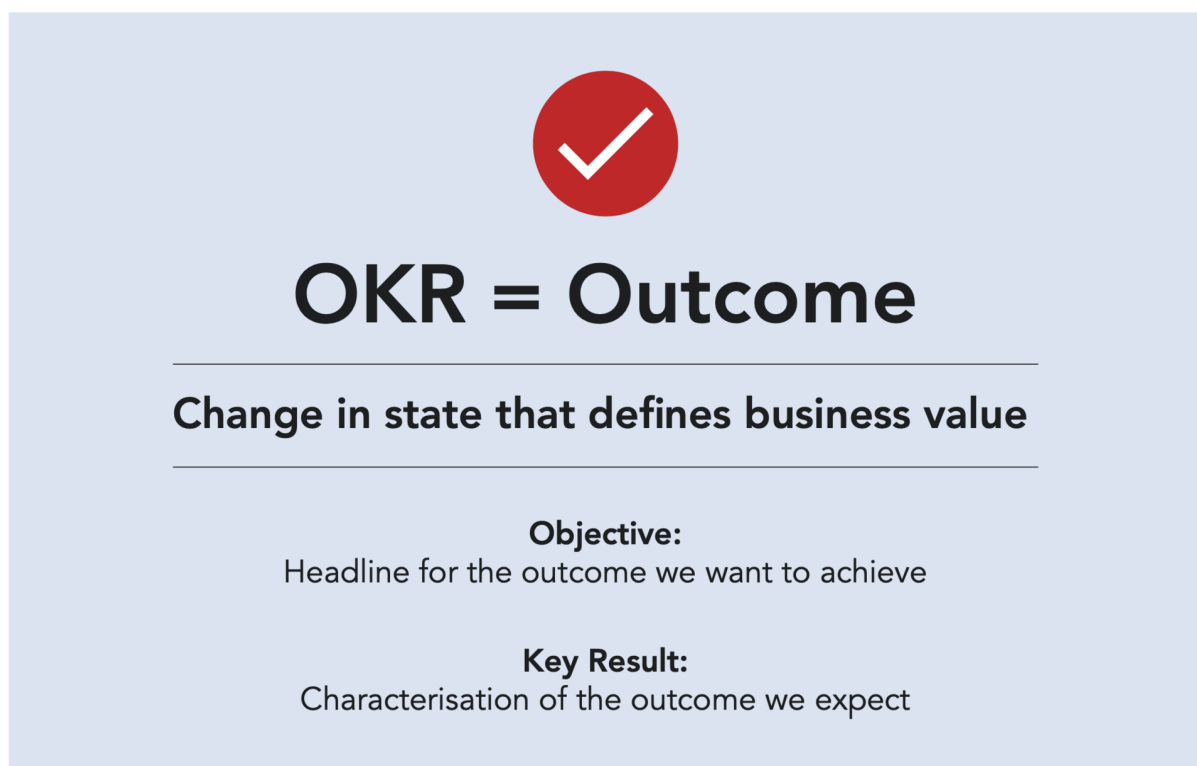 OKR = Outcome
Change in state that defines business value
Objective:
Headline for the outcome we want to achieve
Key Result:
Characterisation of the outcome we expect